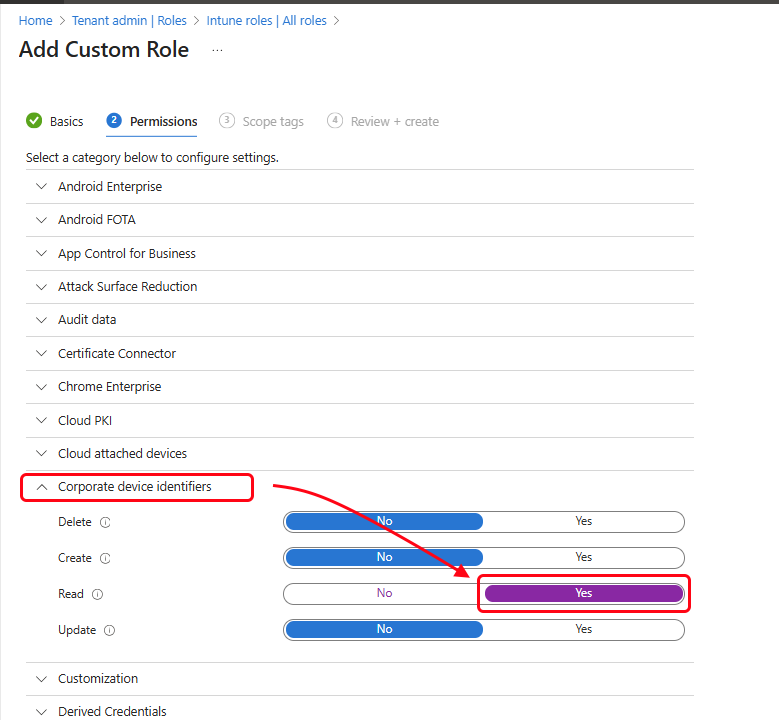 Home > Tenant admin | Roles > Intune roles | All roles >
Add Custom Role ...
Basics 2 Permissions 3 Scope tags 4 Review + create
Select a category below to configure settings.
Android Enterprise
Android FOTA
App Control for Business
Attack Surface Reduction
Audit data
Certificate Connector
Chrome Enterprise
Cloud PKI
Cloud attached devices
Corporate device identifiers
Delete No Yes
Create No Yes
Read No Yes
Update No Yes
Customization
Derived Credentials